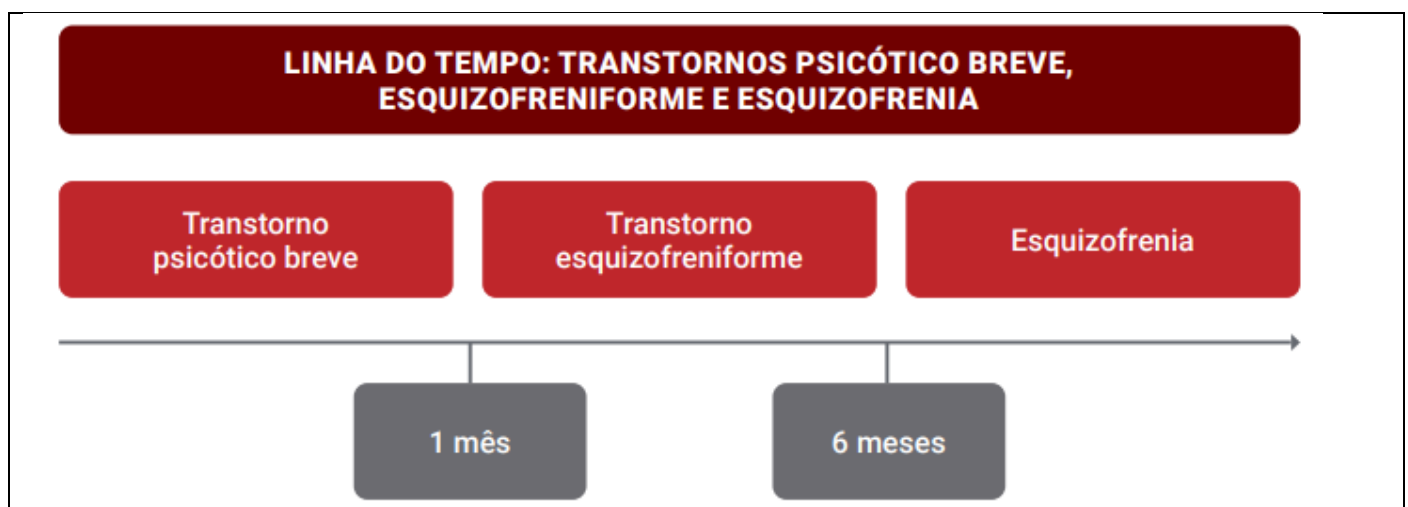 LINHA DO TEMPO: TRANSTORNOS PSICÓTICO BREVE,
ESQUIZOFRENIFORME E ESQUIZOFRENIA
Transtorno
psicótico breve
Transtorno
esquizofreniforme
Esquizofrenia
1 mês
6 meses